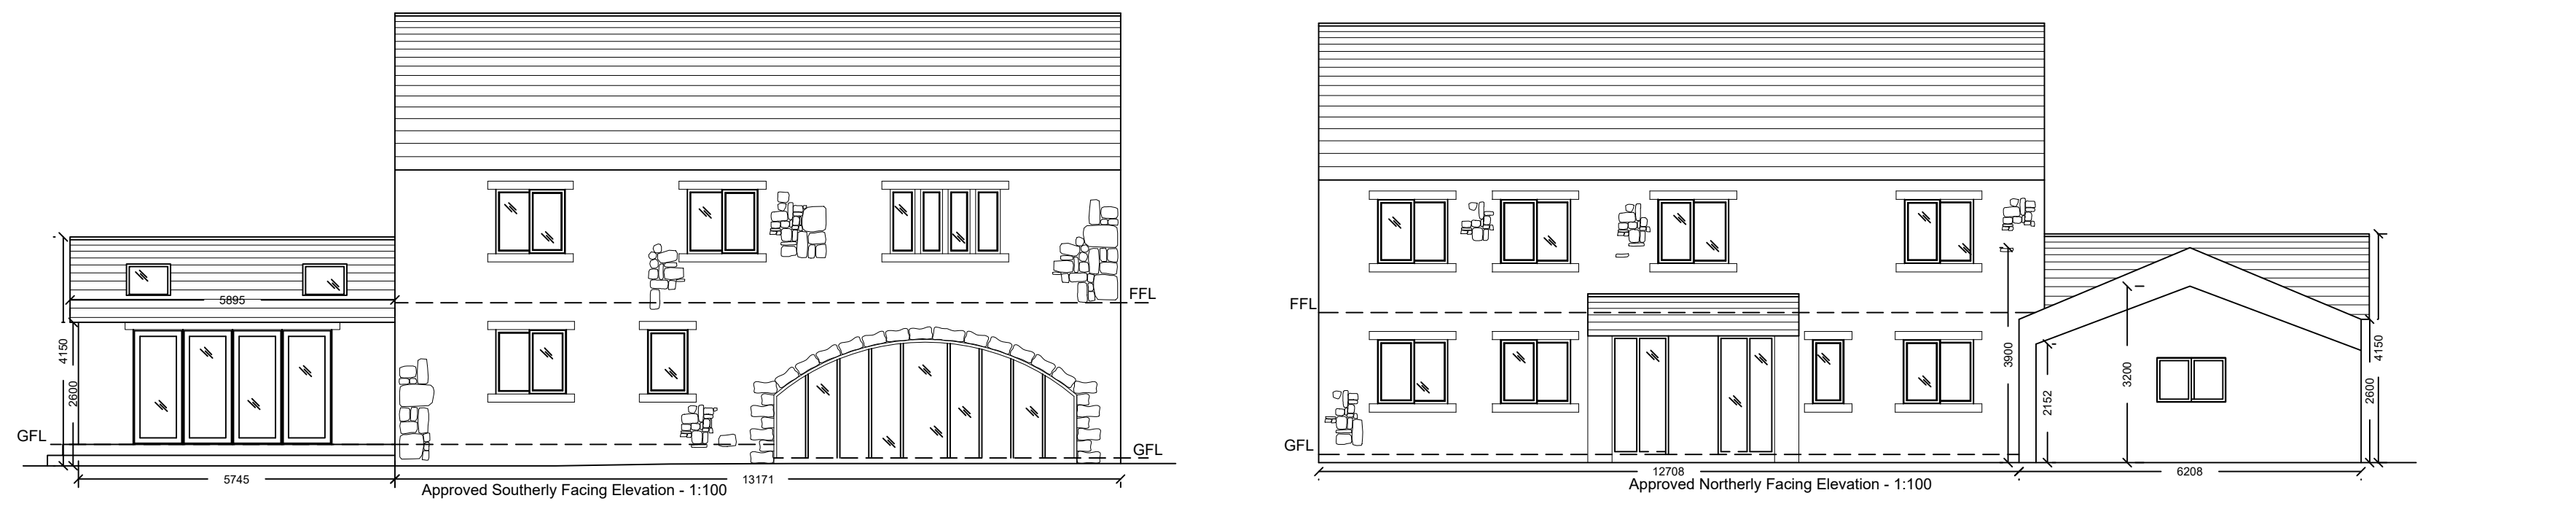 FFL
5895
4150
2600
GFL
GFL
5745
13171
Approved Southerly Facing Elevation - 1:100
FFL
3900
3200
2152
4150
2600
GFL
12708
6208
Approved Northerly Facing Elevation - 1:100